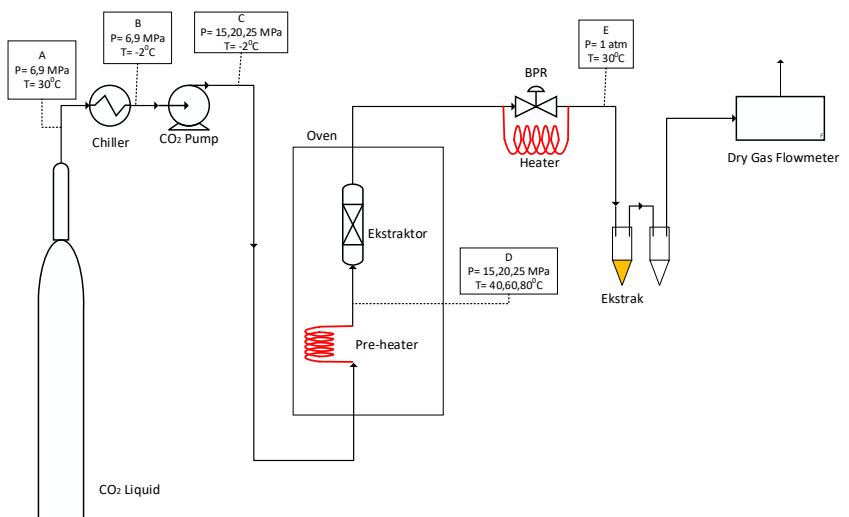 A
P= 6,9 MPa
T= 30⁰C
B
P= 6,9 MPa
T= -2⁰C
C
P= 15,20,25 MPa
T= -2⁰C
E
P= 1 atm
T= 30⁰C
BPR
Chiller
CO₂ Pump
Oven
Heater
Dry Gas Flowmeter
F
Ekstraktor
D
P= 15,20,25 MPa
T= 40,60,80⁰C
Ekstrak
Pre-heater
CO₂ Liquid